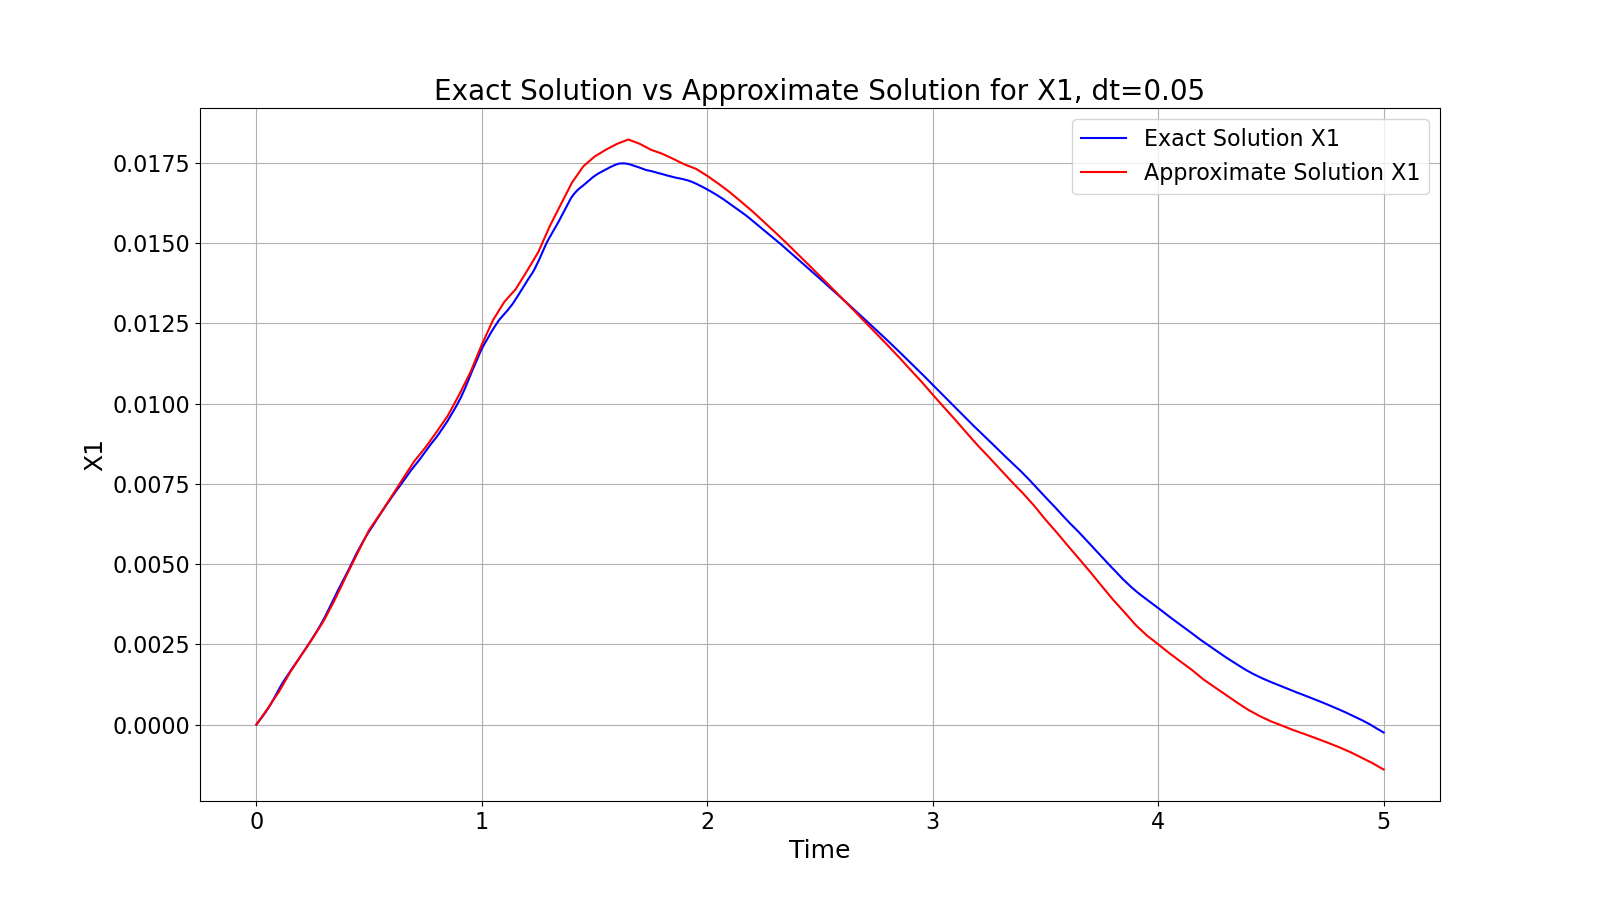 Exact Solution vs Approximate Solution for X1, dt=0.05
Exact Solution X1
Approximate Solution X1
X1
0.0175
0.0150
0.0125
0.0100
0.0075
0.0050
0.0025
0.0000
0 1 2 3 4 5
Time